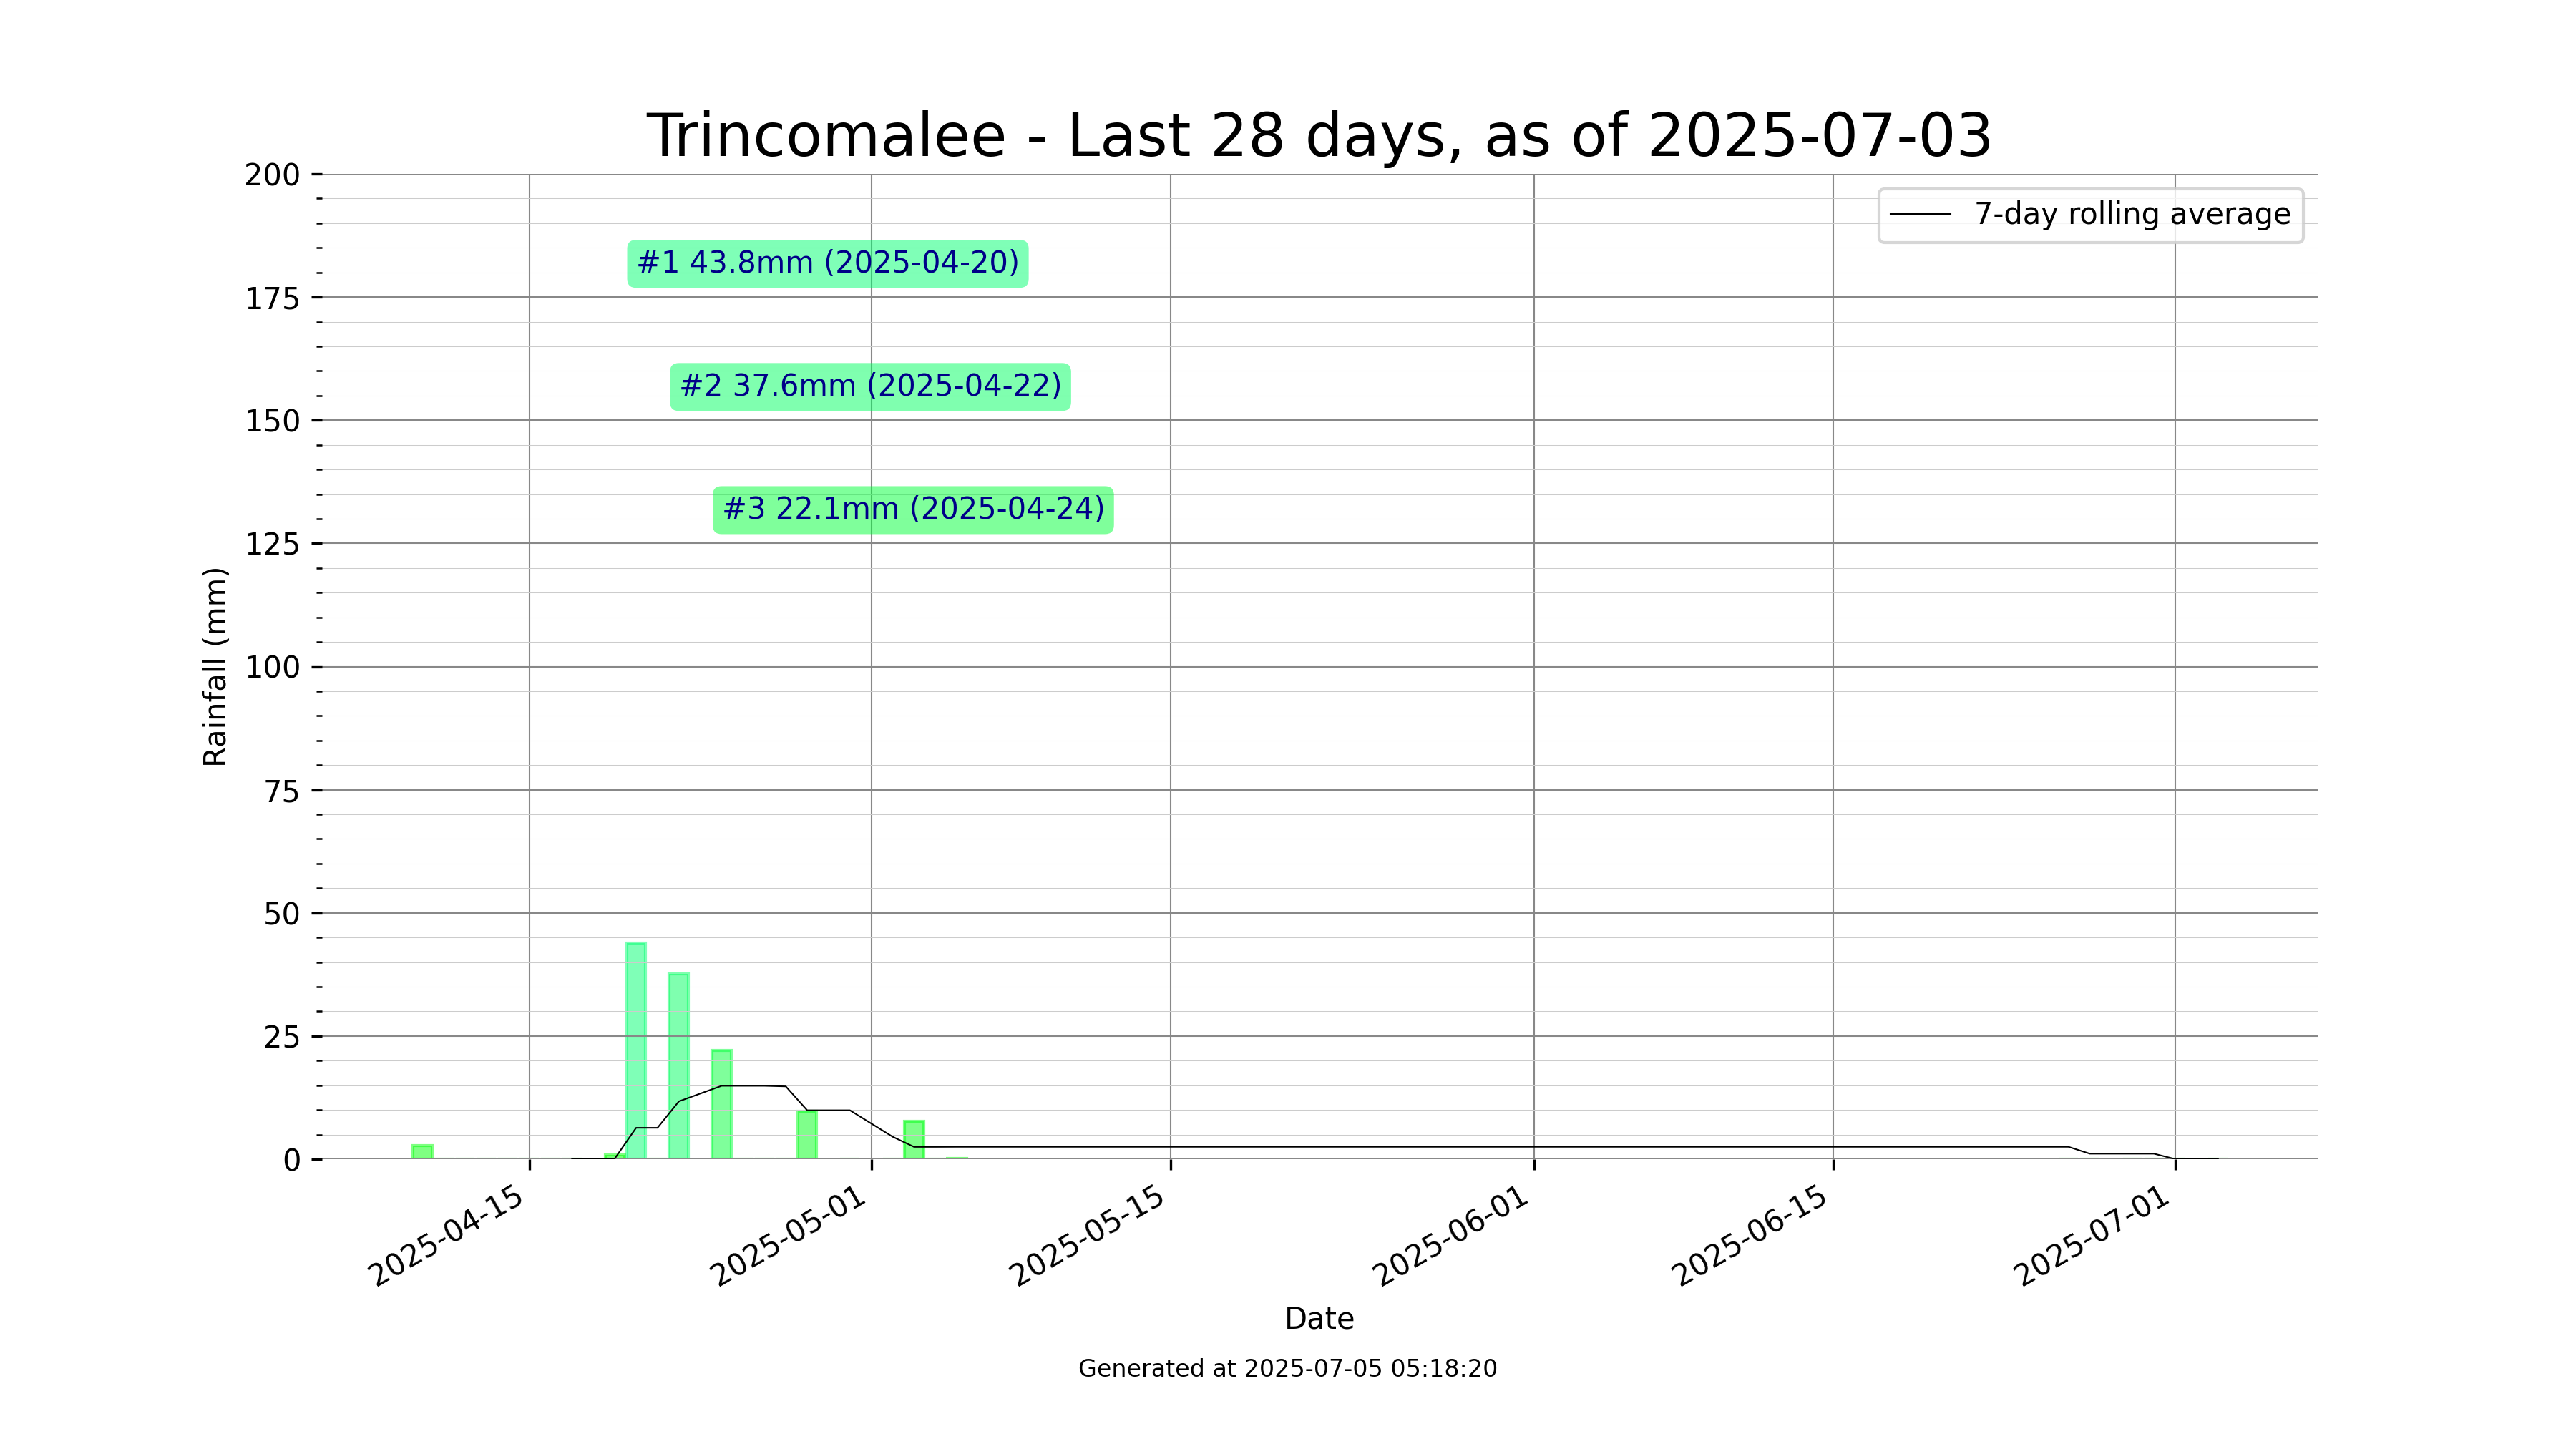 Trincomalee - Last 28 days, as of 2025-07-03
200
175
150
125
100
75
50
25
0
Rainfall (mm)
7-day rolling average
#1 43.8mm (2025-04-20)
#2 37.6mm (2025-04-22)
#3 22.1mm (2025-04-24)
2025-04-15
2025-05-01
2025-05-15
2025-06-01
2025-06-15
2025-07-01
Date
Generated at 2025-07-05 05:18:20